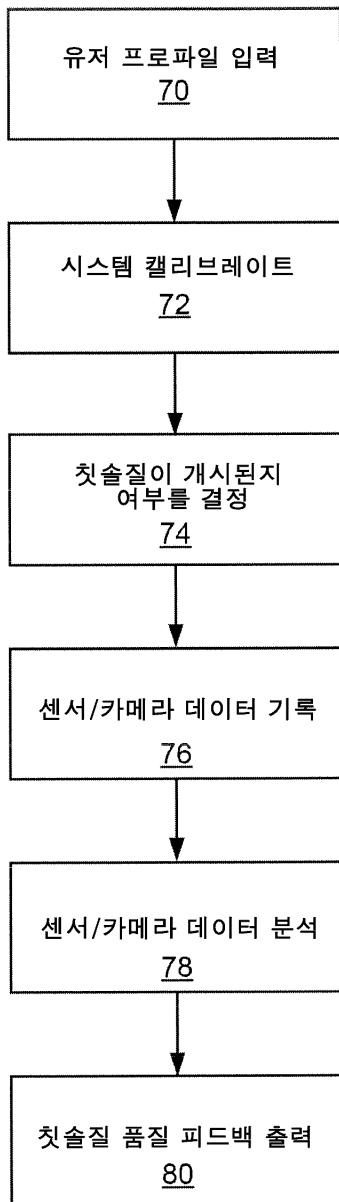 유저 프로파일 입력
70
시스템 캘리브레이트
72
칫솔질이 개시된지
여부를 결정
74
센서/카메라 데이터 기록
76
센서/카메라 데이터 분석
78
칫솔질 품질 피드백 출력
80